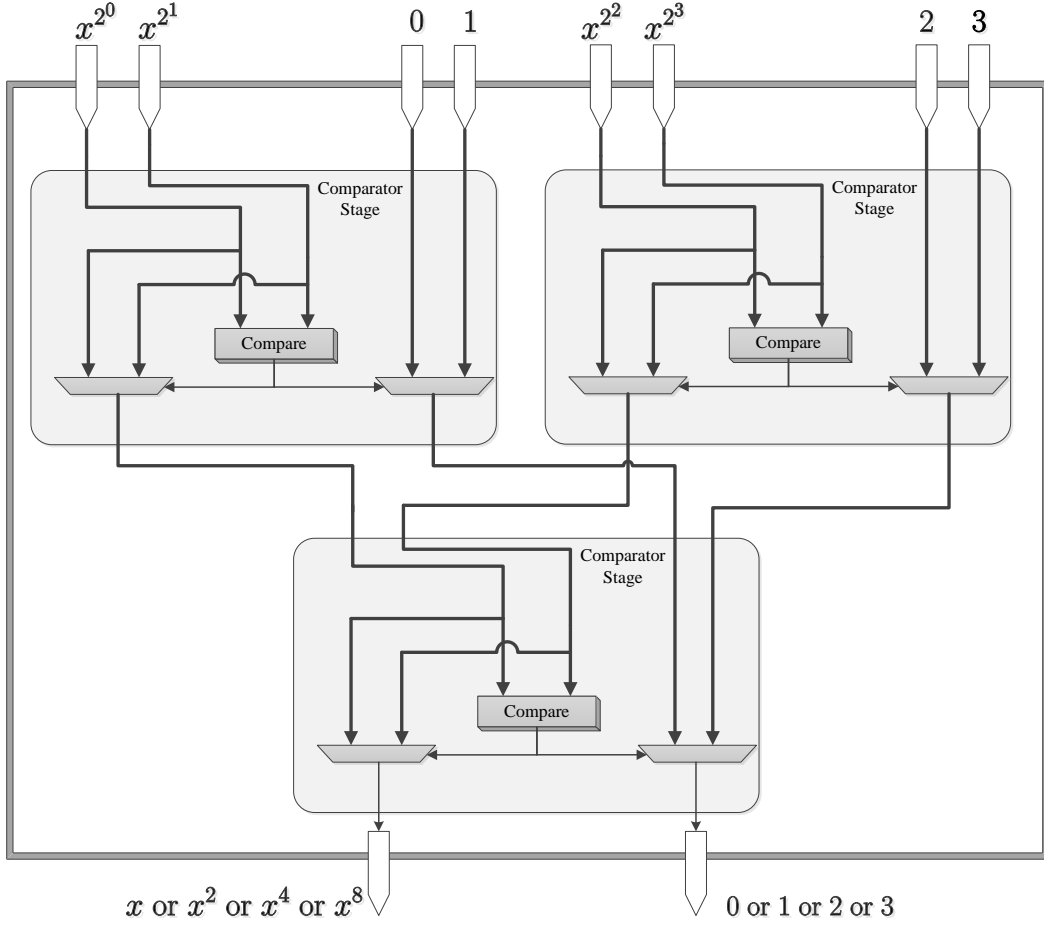 $x^{2^0}$ $x^{2^1}$ 0 1 $x^{2^2}$ $x^{2^3}$ 2 3
Comparator
Stage
Compare
Comparator
Stage
Compare
Comparator
Stage
Compare
$x$ or $x^2$ or $x^4$ or $x^8$
0 or 1 or 2 or 3